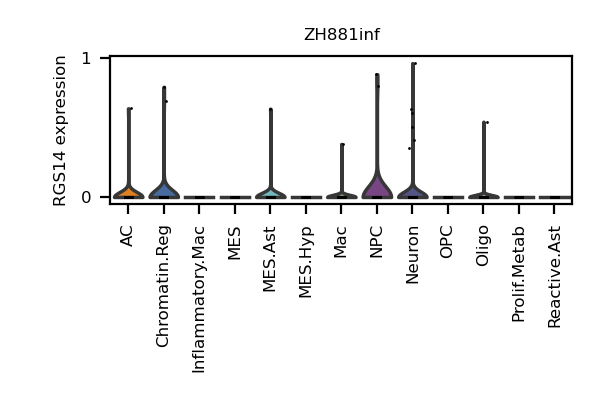 ZH881inf
RGS14 expression
1
0
AC
Chromatin.Reg
Inflammatory.Mac
MES
MES.Ast
MES.Hyp
Mac
NPC
Neuron
OPC
Oligo
Prolif.Metab
Reactive.Ast